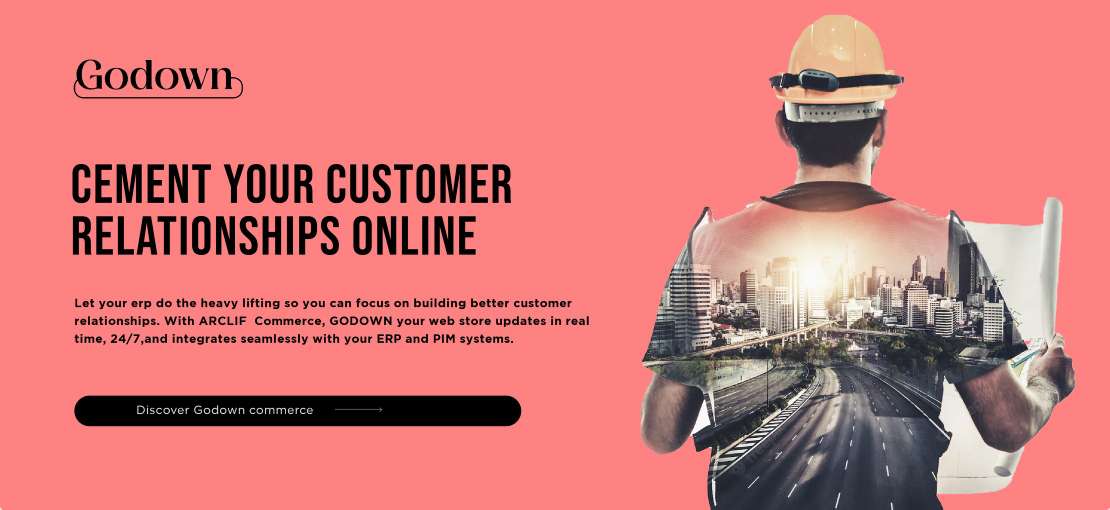 Godown
CEMENT YOUR CUSTOMER
RELATIONSHIPS ONLINE
Let your erp do the heavy lifting so you can focus on building better customer
relationships. With ARCLIF  Commerce, GODOWN your web store updates in real
time, 24/7,and integrates seamlessly with your ERP and PIM systems.
Discover Godown commerce